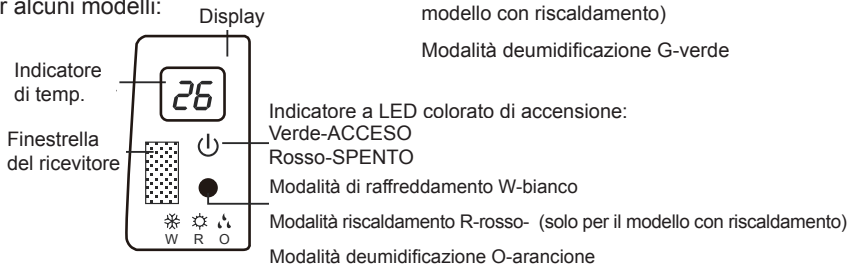 r alcuni modelli:
Display
modello con riscaldamento)
Modalità deumidificazione G-verde
Indicatore
di temp.
26
Indicatore a LED colorato di accensione:
Verde-ACCESO
Rosso-SPENTO
Finestrella
del ricevitore
Modalità di raffreddamento W-bianco
Modalità riscaldamento R-rosso- (solo per il modello con riscaldamento)
W R O
Modalità deumidificazione O-arancione